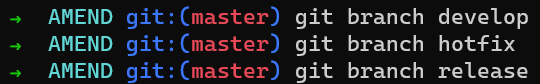 → AMEND git:(master) git branch develop
→ AMEND git:(master) git branch hotfix
→ AMEND git:(master) git branch release